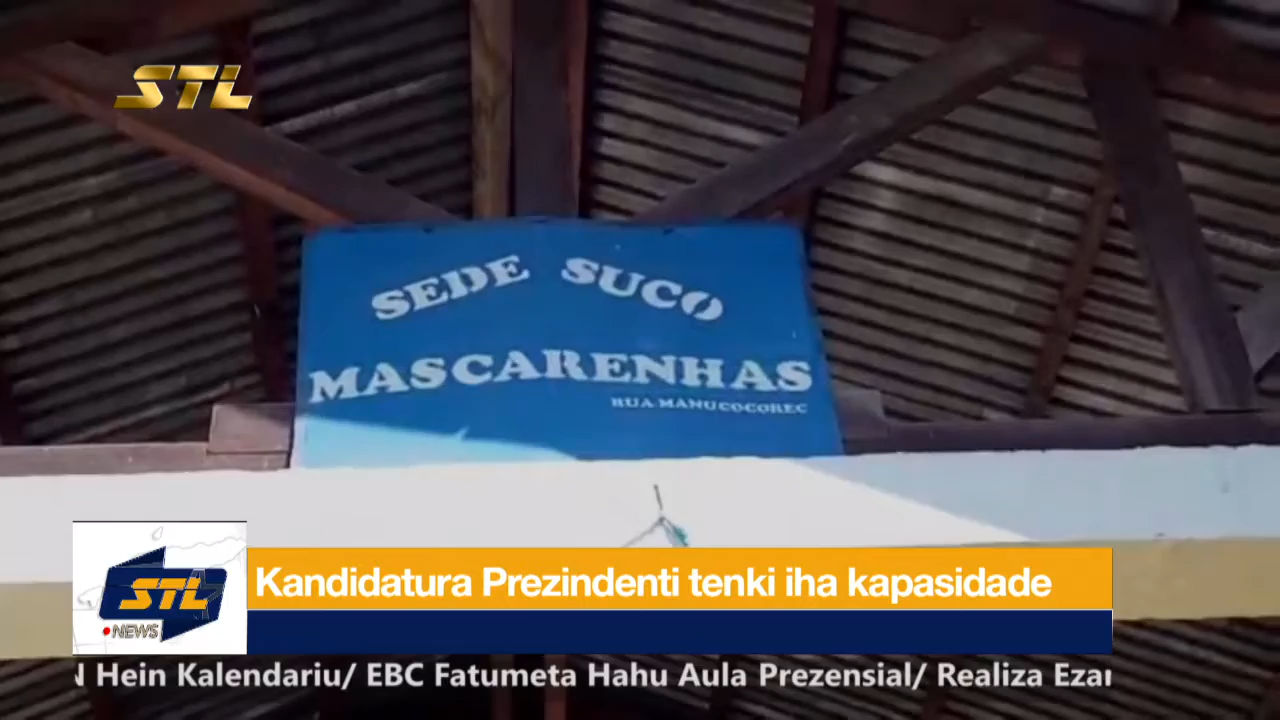 STL
SEDE SUCO
MASCARENHAS
RUA MANUCOCOREC
Kandidatura Prezindenti tenki iha kapasidade
STL
NEWS
Hein Kalendariu/ EBC Fatumeta Hahu Aula Prezensial/ Realiza